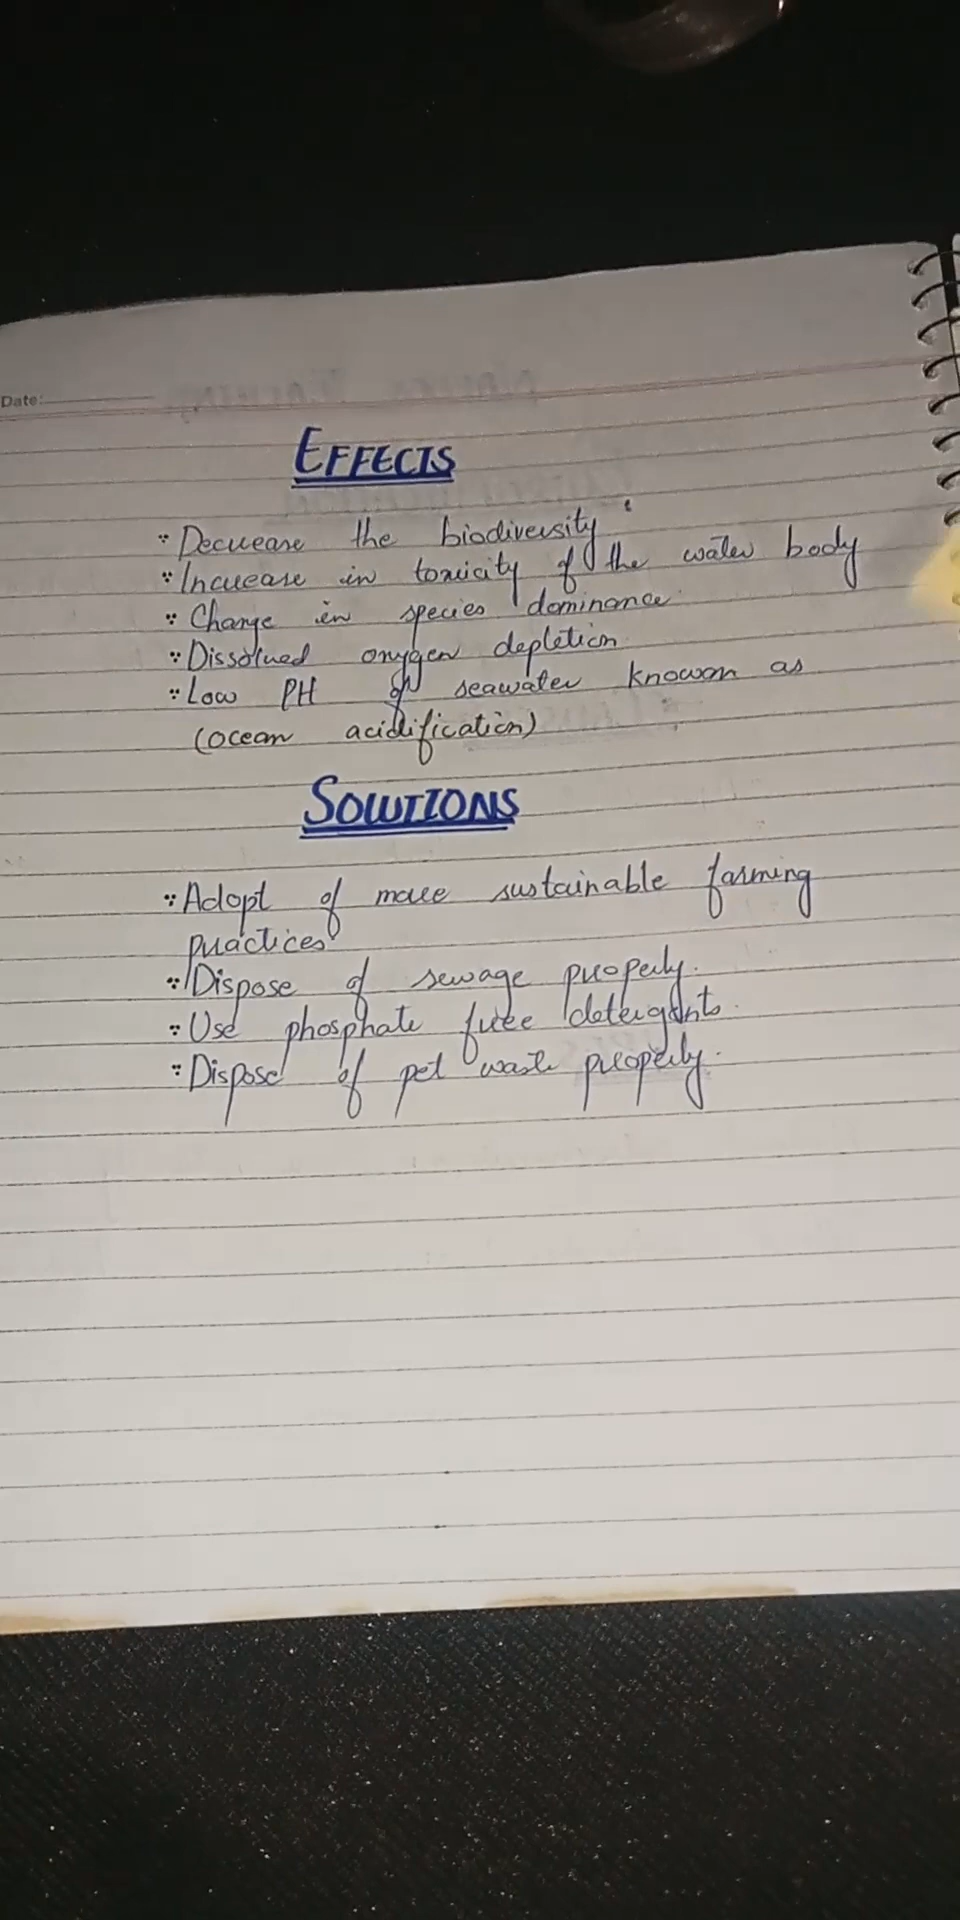 Date:
EFFECTS
∵ Decrease the biodiversity
∵ Increase in toxicity of the water body
∵ Change in species dominance
∵ Dissolved oxygen depletion
∵ Low PH of seawater knowon as
(ocean acidification)
SOLUTIONS
∵ Adopt of more sustainable farming
practices
∵ Dispose of sewage properly.
∵ Use phosphate free detergents.
∵ Dispose of pet waste properly.